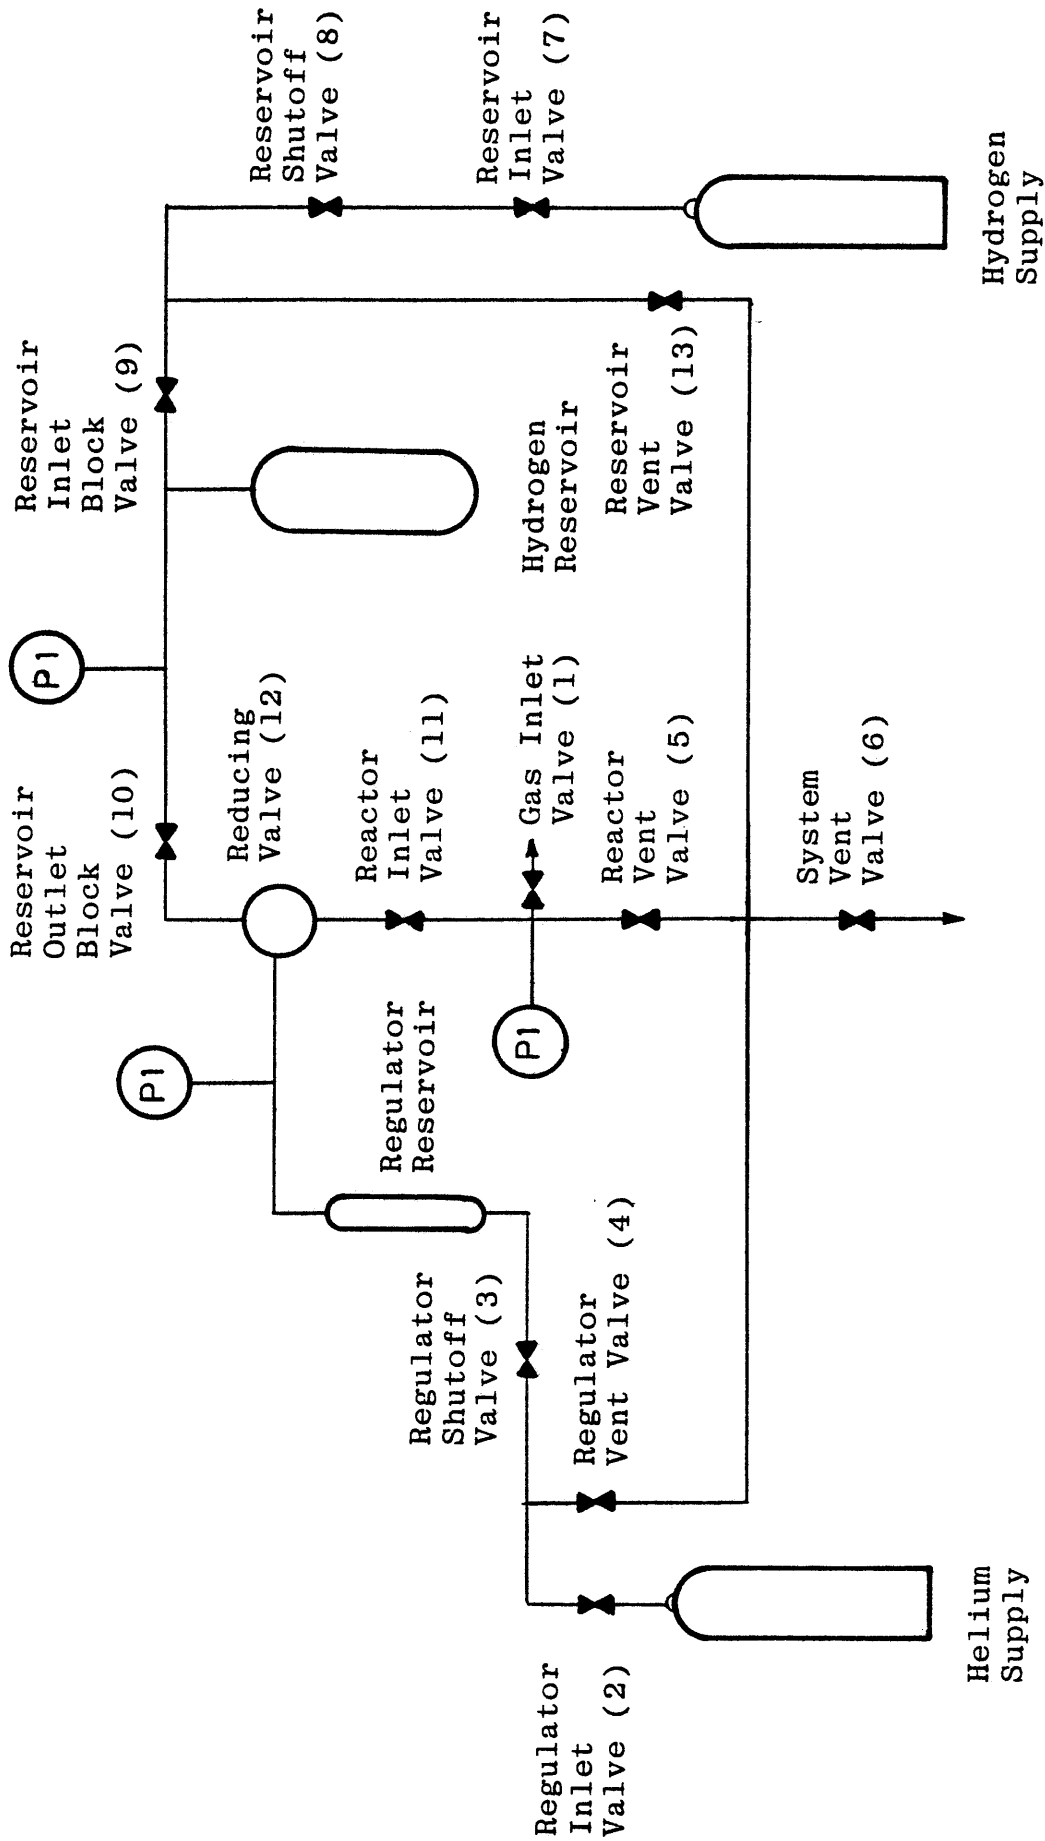 Reservoir
Outlet
Block
Valve (10)
P1
Reservoir
Inlet
Block
Valve (9)
Reservoir
Shutoff
Valve (8)
Reservoir
Inlet
Valve (7)
P1
Reducing
Valve (12)
Reactor
Inlet
Valve (11)
Regulator
Reservoir
P1
Gas Inlet
Valve (1)
Hydrogen
Reservoir
Reactor
Vent
Valve (5)
Reservoir
Vent
Valve (13)
Regulator
Shutoff
Valve (3)
Regulator
Vent Valve (4)
System
Vent
Valve (6)
Regulator
Inlet
Valve (2)
Helium
Supply
Hydrogen
Supply